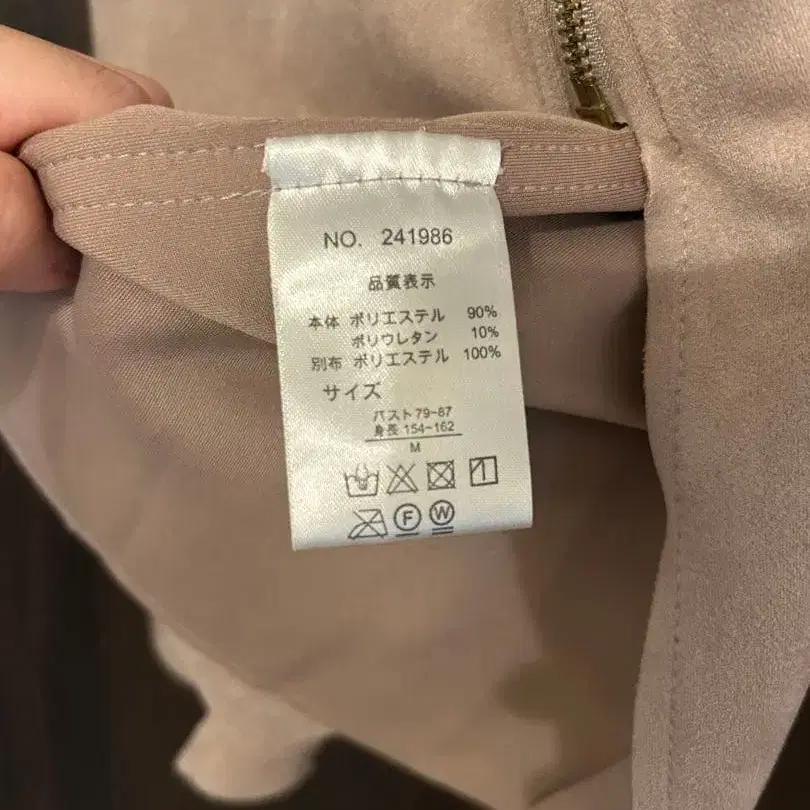 NO. 241986
品質表示
本体 ポリエステル 90%
ポリウレタン 10%
別布 ポリエステル 100%
サイズ
バスト 79-87
身長 154-162
M
F W